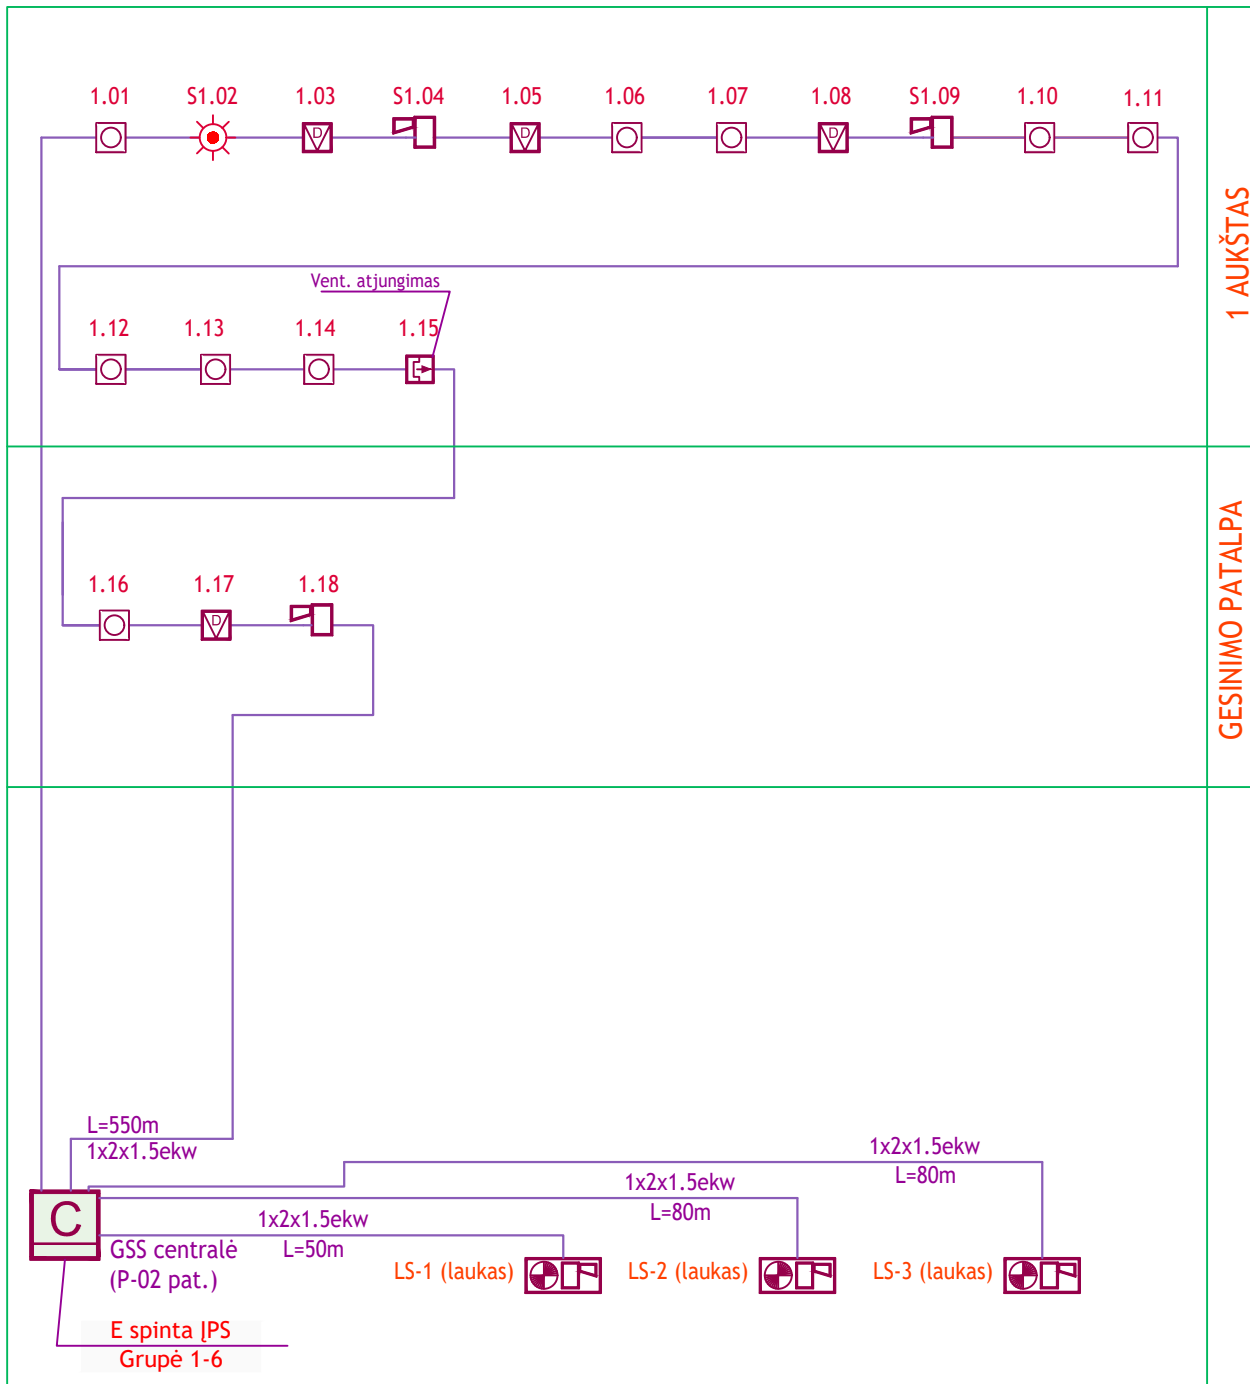 1.01 S1.02 1.03 S1.04 1.05 1.06 1.07 1.08 S1.09 1.10 1.11
D D D
1 AUKŠTAS
Vent. atjungimas
1.12 1.13 1.14 1.15
GESINIMO PATALPA
1.16 1.17 1.18
D
L=550m
1x2x1.5ekw
1x2x1.5ekw
L=80m
1x2x1.5ekw
L=80m
1x2x1.5ekw
L=50m
C
GSS centralė
(P-02 pat.)
LS-1 (laukas) LS-2 (laukas) LS-3 (laukas)
E spinta ĮPS
Grupė 1-6